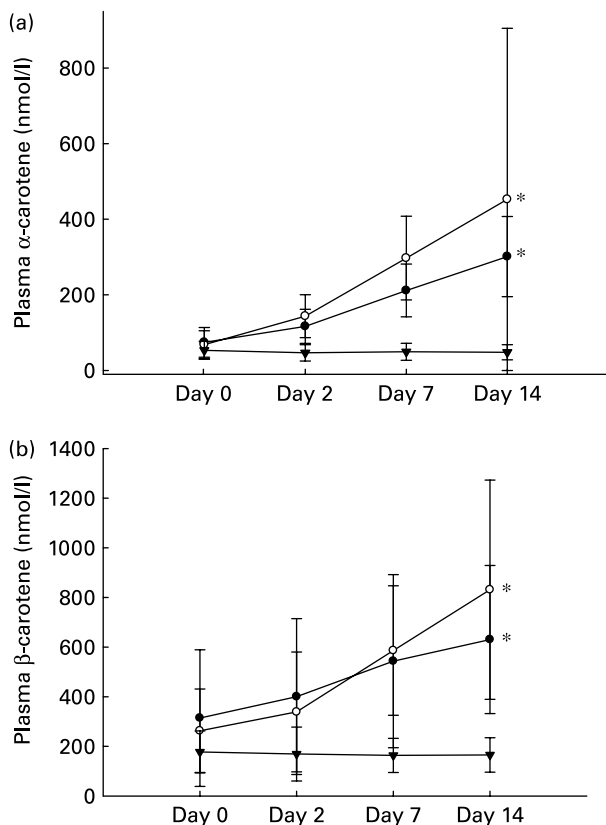 (a)
Plasma α-carotene (nmol/l)
800
600
400
200
0
*
*
Day 0 Day 2 Day 7 Day 14
(b)
Plasma β-carotene (nmol/l)
1400
1200
1000
800
600
400
200
0
*
*
Day 0 Day 2 Day 7 Day 14